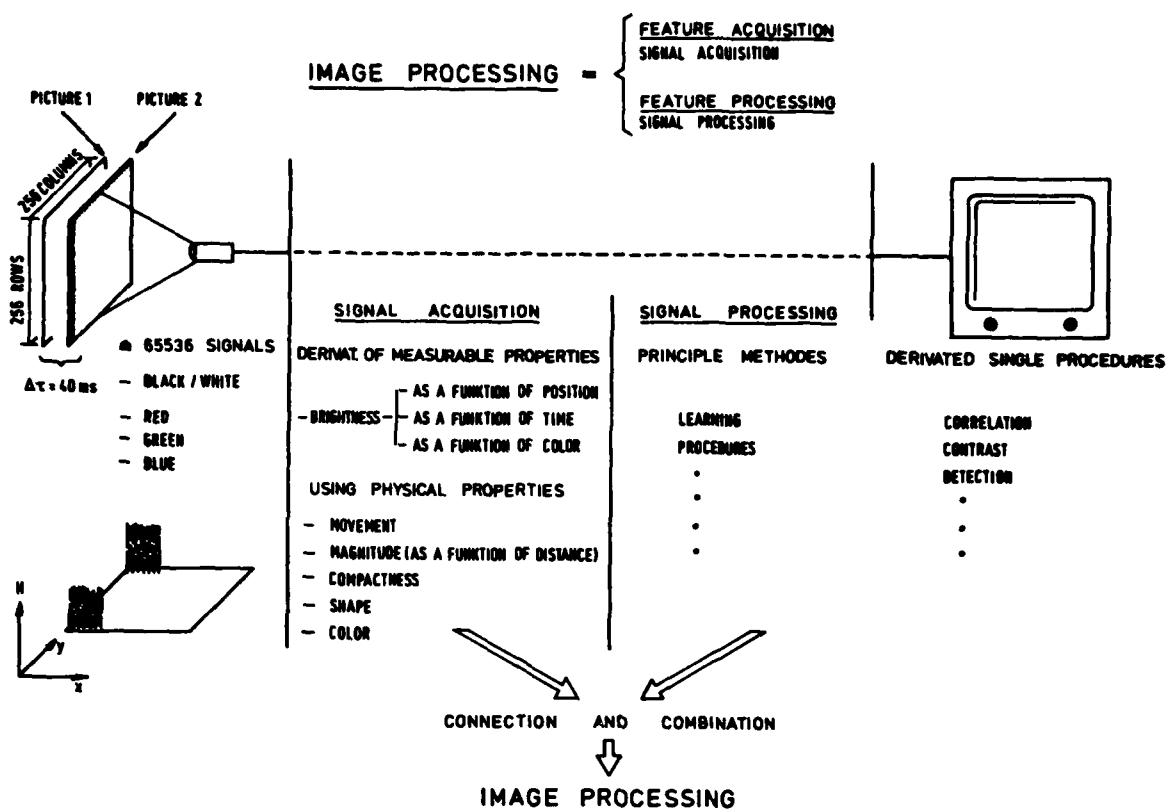 IMAGE PROCESSING =
FEATURE ACQUISITION
SIGNAL ACQUISITION
FEATURE PROCESSING
SIGNAL PROCESSING
PICTURE 1
PICTURE 2
256 COLUMNS
256 ROWS
Δτ = 40 ms
≙ 65536 SIGNALS
– BLACK / WHITE
– RED
– GREEN
– BLUE
H
y
x
SIGNAL ACQUISITION
DERIVAT. OF MEASURABLE PROPERTIES
– BRIGHTNESS
– AS A FUNKTION OF POSITION
– AS A FUNKTION OF TIME
– AS A FUNKTION OF COLOR
USING PHYSICAL PROPERTIES
– MOVEMENT
– MAGNITUDE (AS A FUNKTION OF DISTANCE)
– COMPACTNESS
– SHAPE
– COLOR
SIGNAL PROCESSING
PRINCIPLE METHODES
LEARNING
PROCEDURES
DERIVATED SINGLE PROCEDURES
CORRELATION
CONTRAST
DETECTION
CONNECTION AND COMBINATION
IMAGE PROCESSING